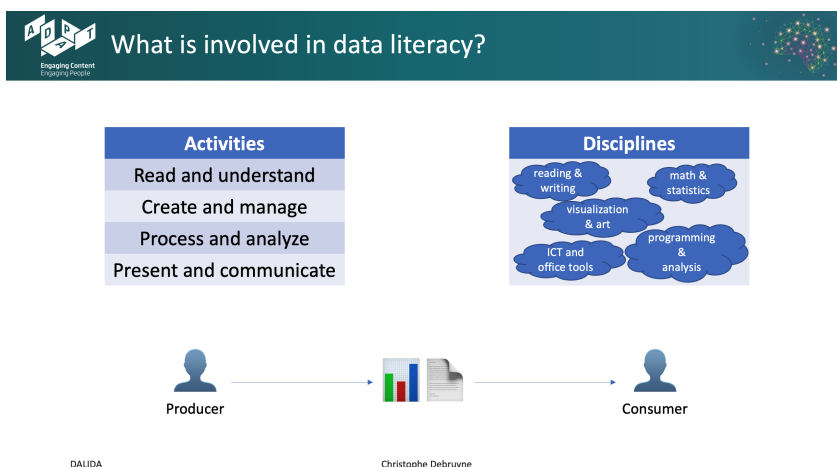 ADAPT
Engaging Content
Engaging People
What is involved in data literacy?
Activities
Read and understand
Create and manage
Process and analyze
Present and communicate
Disciplines
reading &
writing
math &
statistics
visualization
& art
programming
&
analysis
ICT and
office tools
Producer
Consumer
DALIDA
Christophe Debruyne